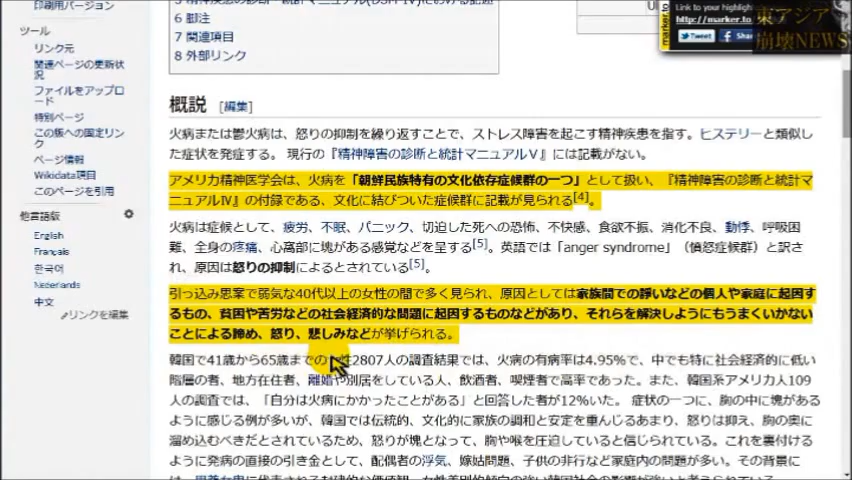 印刷用バージョン
ツール
リンク元
関連ページの更新状
況
ファイルをアップロ
ード
特別ページ
この版への固定リン
ク
ページ情報
Wikidata項目
このページを引用
他言語版
English
Français
한국어
Nederlands
中文
リンクを編集
6 脚注
7 関連項目
8 外部リンク
Link to your highlight
http://marker.to
Tweet
Shar
marker.to
東アジア
崩壊NEWS
概説 [編集]
火病または鬱火病は、怒りの抑制を繰り返すことで、ストレス障害を起こす精神疾患を指す。ヒステリーと類似し
た症状を発症する。 現行の『精神障害の診断と統計マニュアルⅤ』には記載がない。
アメリカ精神医学会は、火病を「朝鮮民族特有の文化依存症候群の一つ」として扱い、『精神障害の診断と統計マ
ニュアルⅣ』の付録である、文化に結びついた症候群に記載が見られる[4]。
火病は症候として、疲労、不眠、パニック、切迫した死への恐怖、不快感、食欲不振、消化不良、動悸、呼吸困
難、全身の疼痛、心窩部に塊がある感覚などを呈する[5]。英語では「anger syndrome」（憤怒症候群）と訳さ
れ、原因は怒りの抑制によるとされている[5]。
引っ込み思案で弱気な40代以上の女性の間で多く見られ、原因としては家族間での諍いなどの個人や家庭に起因す
るもの、貧困や苦労などの社会経済的な問題に起因するものなどがあり、それらを解決しようにもうまくいかない
ことによる諦め、怒り、悲しみなどが挙げられる。
韓国で41歳から65歳までの 性2807人の調査結果では、火病の有病率は4.95%で、中でも特に社会経済的に低い
階層の者、地方在住者、離婚や別居をしている人、飲酒者、喫煙者で高率であった。また、韓国系アメリカ人109
人の調査では、「自分は火病にかかったことがある」と回答した者が12%いた。 症状の一つに、胸の中に塊がある
ように感じる例が多いが、韓国では伝統的、文化的に家族の調和と安定を重んじるあまり、怒りは抑え、胸の奥に
溜め込むべきだとされているため、怒りが塊となって、胸や喉を圧迫していると信じられている。これを裏付ける
ように発病の直接の引き金として、配偶者の浮気、嫁姑問題、子供の非行など家庭内の問題が多い。その背景に